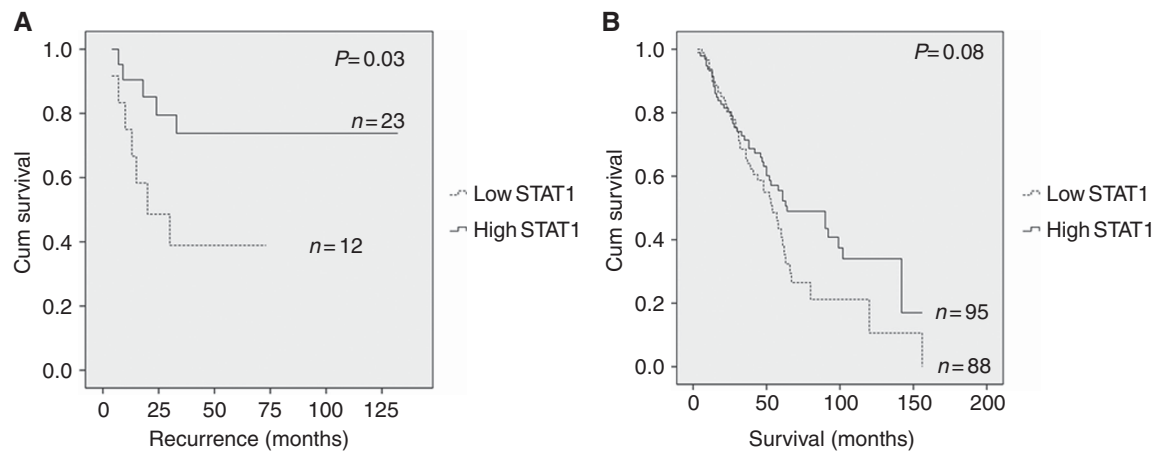 A
P=0.03
n=23
n=12
1.0
0.8
0.6
0.4
0.2
0.0
Cum survival
0 25 50 75 100 125
Recurrence (months)
Low STAT1
High STAT1
B
P=0.08
n=95
n=88
1.0
0.8
0.6
0.4
0.2
0.0
Cum survival
0 50 100 150 200
Survival (months)
Low STAT1
High STAT1